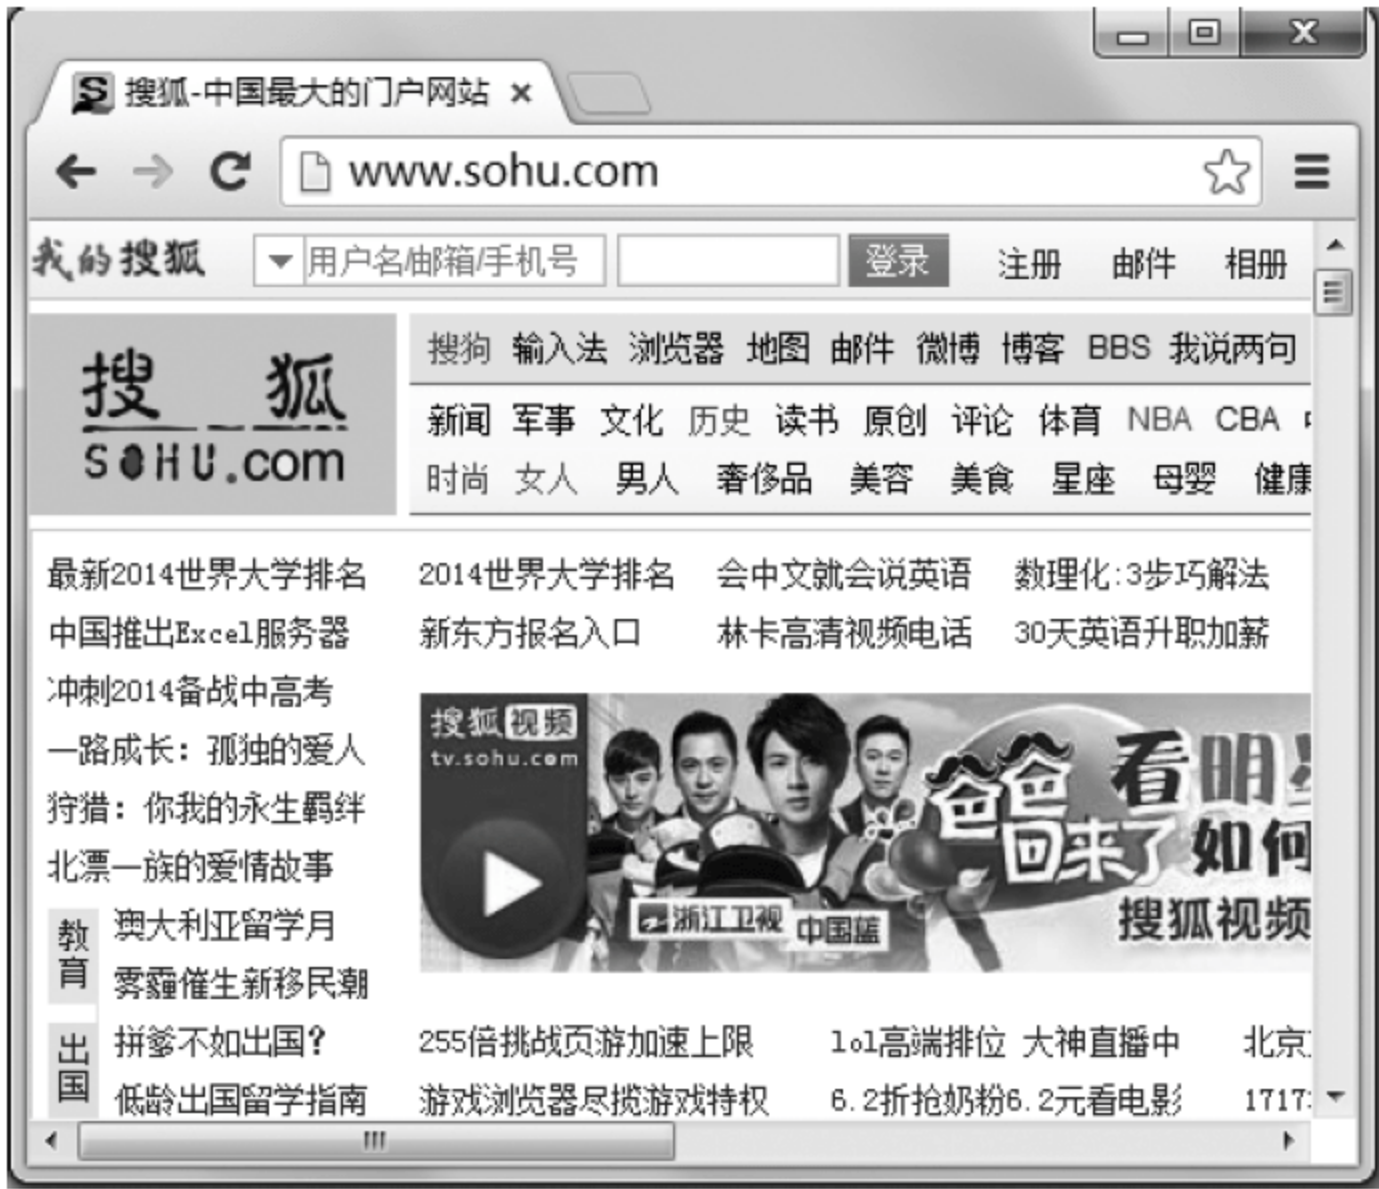 搜狐-中国最大的门户网站
www.sohu.com
我的搜狐 用户名/邮箱/手机号 登录 注册 邮件 相册
搜狐
SOHU.com
搜狗 输入法 浏览器 地图 邮件 微博 博客 BBS 我说两句
新闻 军事 文化 历史 读书 原创 评论 体育 NBA CBA
时尚 女人 男人 奢侈品 美容 美食 星座 母婴 健康
最新2014世界大学排名 2014世界大学排名 会中文就会说英语 数理化:3步巧解法
中国推出Excel服务器 新东方报名入口 林卡高清视频电话 30天英语升职加薪
冲刺2014备战中高考
一路成长：孤独的爱人
狩猎：你我的永生羁绊
北漂一族的爱情故事
搜狐视频
tv.sohu.com
爸爸回来了
看明星
如何
搜狐视频
浙江卫视 中国蓝
教育
澳大利亚留学月
雾霾催生新移民潮
出国
拼爹不如出国?
低龄出国留学指南
255倍挑战页游加速上限 lol高端排位 大神直播中 北京
游戏浏览器尽揽游戏特权 6.2折抢奶粉6.2元看电影 1717